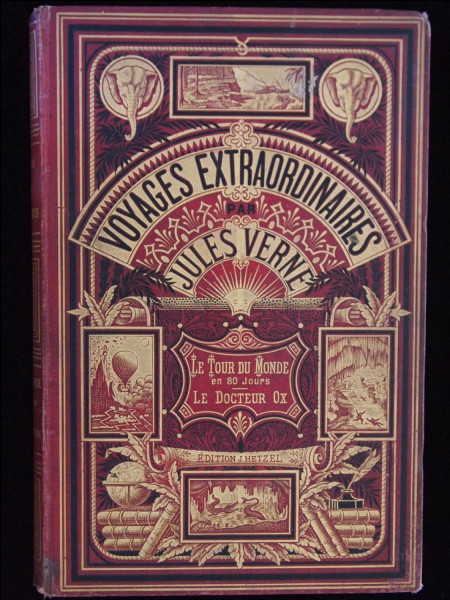 VOYAGES EXTRAORDINAIRES
PAR
JULES VERNE
LE TOUR DU MONDE
en 80 Jours
LE DOCTEUR OX
ÉDITION J. HETZEL